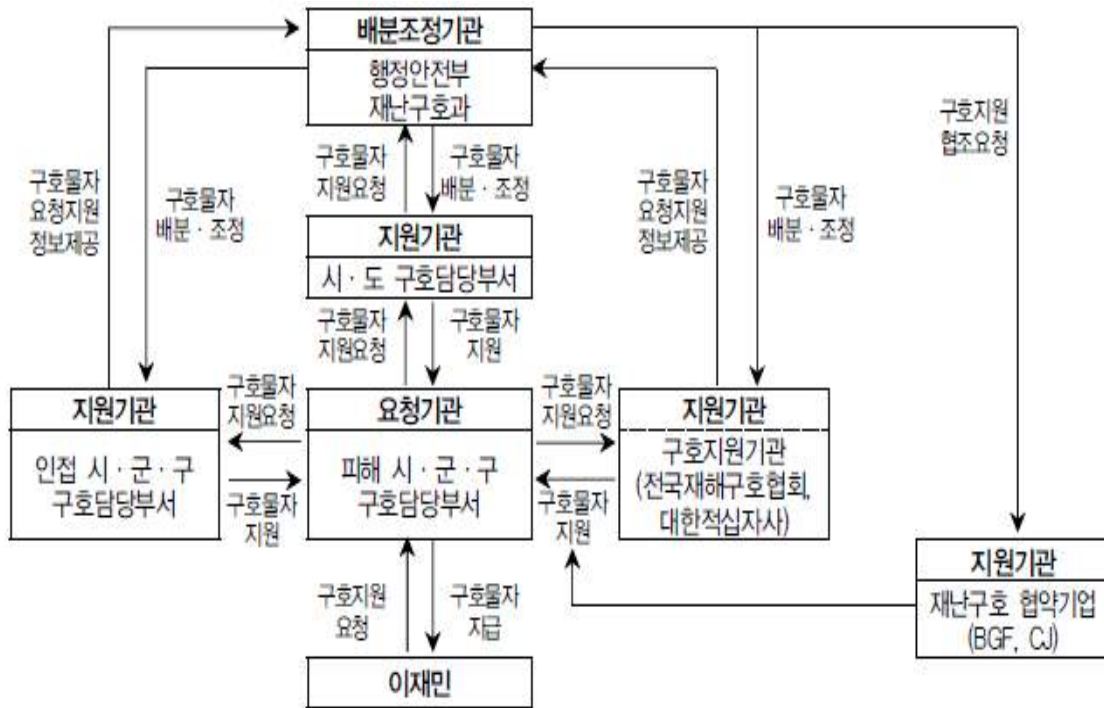 배분조정기관
행정안전부
재난구호과
구호지원
협조요청
구호물자
요청지원
정보제공
구호물자
배분 · 조정
구호물자
지원요청
구호물자
배분 · 조정
구호물자
요청지원
정보제공
구호물자
배분 · 조정
지원기관
시 · 도 구호담당부서
구호물자
지원요청
구호물자
지원
지원기관
인접 시 · 군 · 구
구호담당부서
구호물자
지원요청
구호물자
지원
요청기관
피해 시 · 군 · 구
구호담당부서
구호물자
지원요청
구호물자
지원
지원기관
구호지원기관
(전국재해구호협회,
대한적십자사)
지원기관
재난구호 협약기업
(BGF, CJ)
구호지원
요청
구호물자
지급
이재민